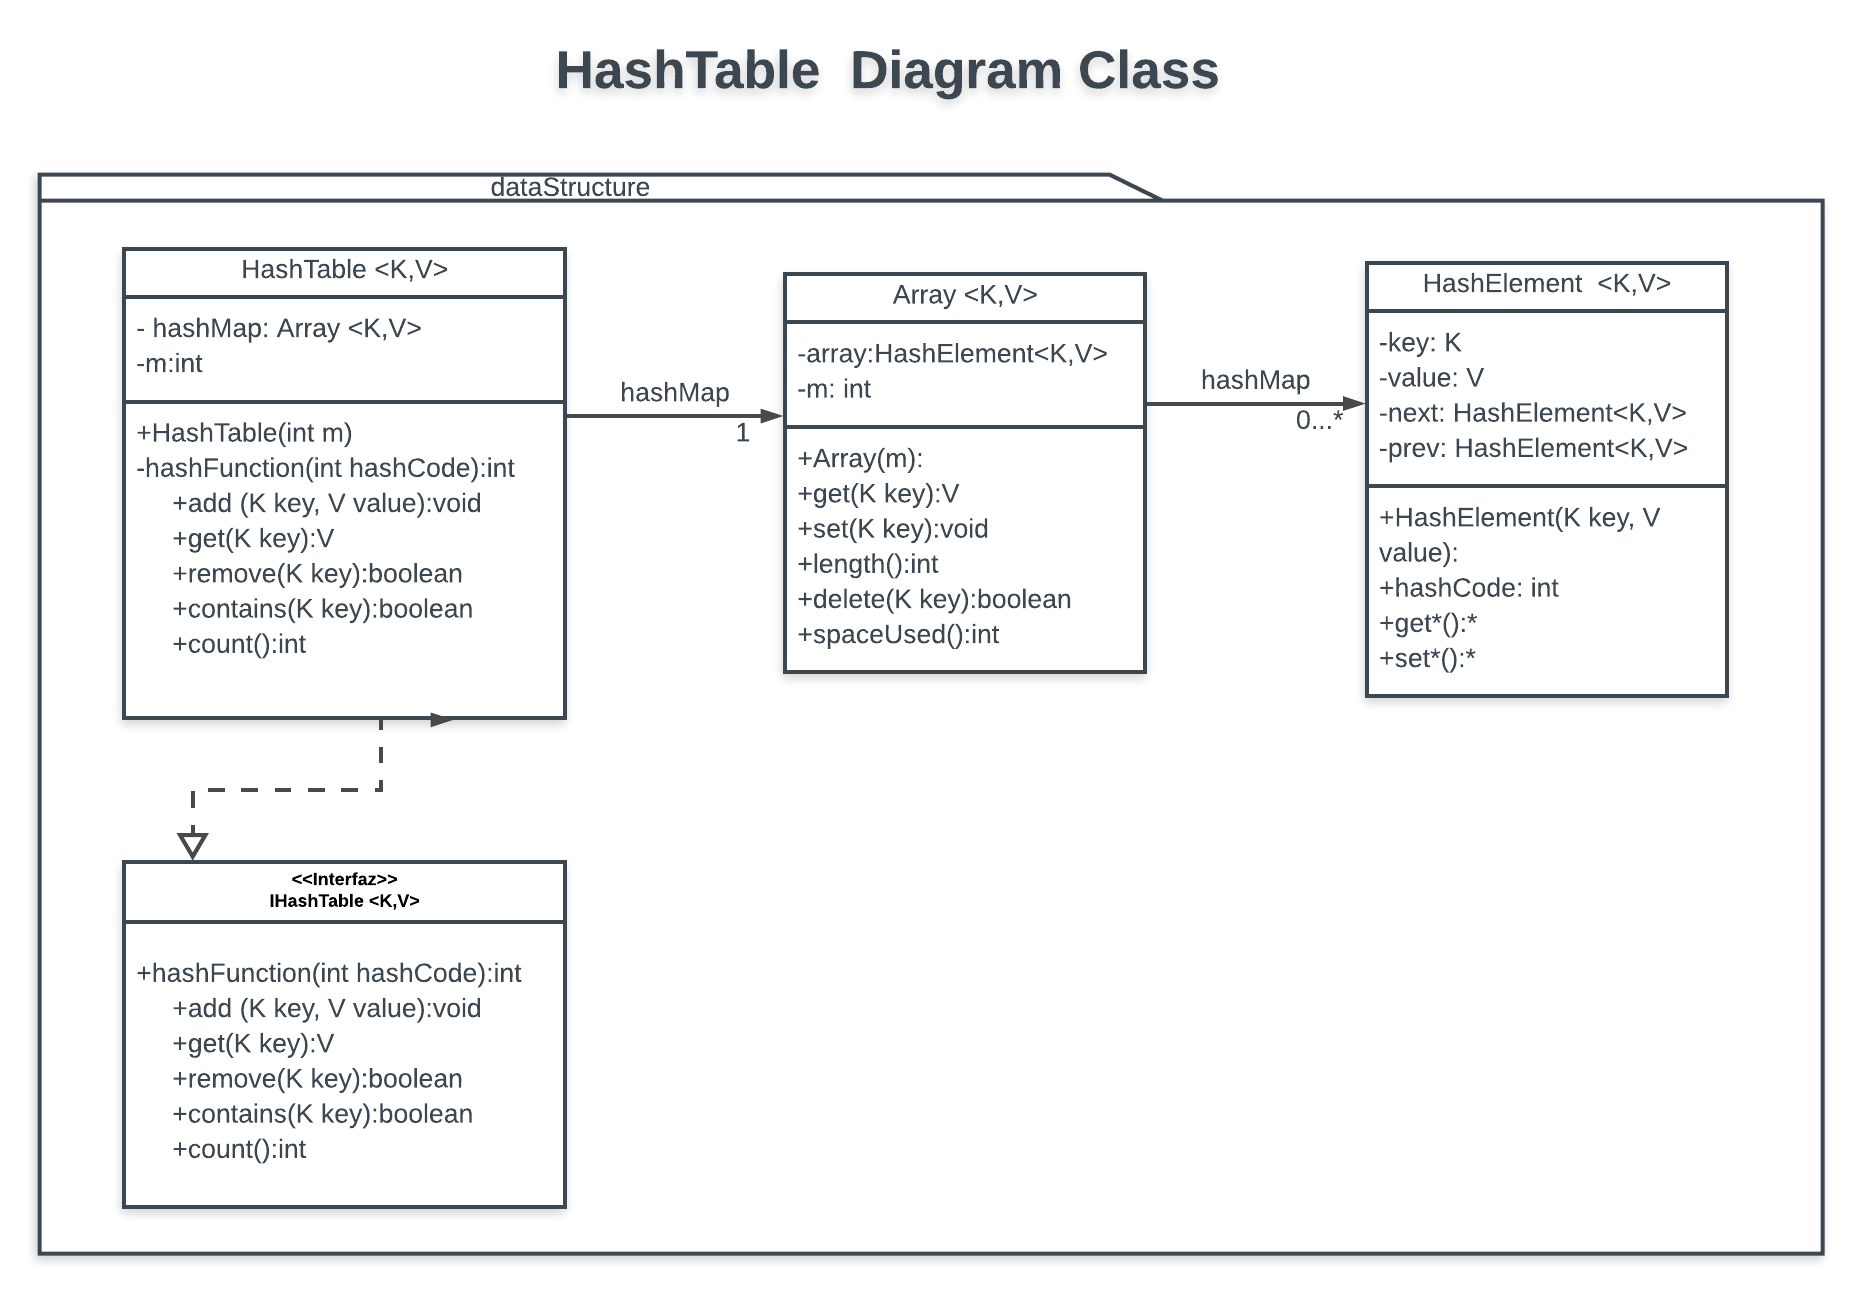 HashTable  Diagram Class
dataStructure
HashTable <K,V>
- hashMap: Array <K,V>
-m:int
+HashTable(int m)
-hashFunction(int hashCode):int
+add (K key, V value):void
+get(K key):V
+remove(K key):boolean
+contains(K key):boolean
+count():int
hashMap
1
Array <K,V>
-array:HashElement<K,V>
-m: int
+Array(m):
+get(K key):V
+set(K key):void
+length():int
+delete(K key):boolean
+spaceUsed():int
hashMap
0...*
HashElement  <K,V>
-key: K
-value: V
-next: HashElement<K,V>
-prev: HashElement<K,V>
+HashElement(K key, V
value):
+hashCode: int
+get*():*
+set*():*
<<Interfaz>>
IHashTable <K,V>
+hashFunction(int hashCode):int
+add (K key, V value):void
+get(K key):V
+remove(K key):boolean
+contains(K key):boolean
+count():int